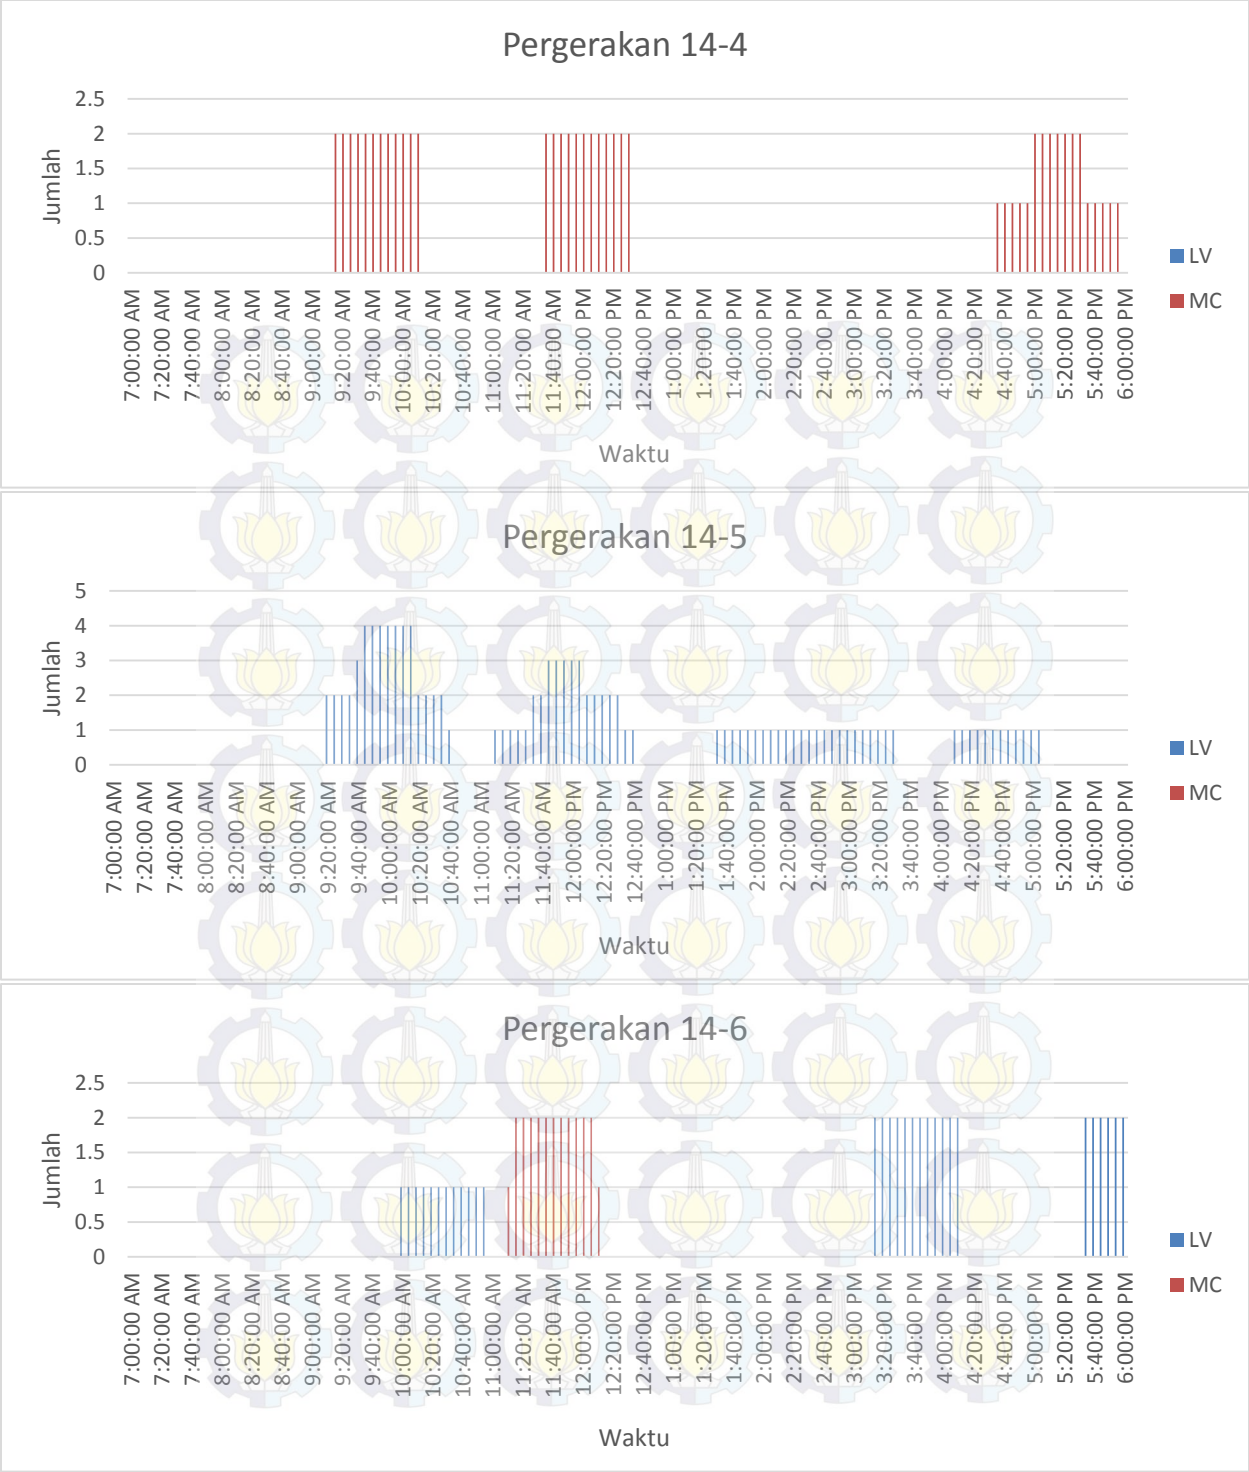 Pergerakan 14-4
2.5
2
1.5
1
0.5
0
Jumlah
7:00:00 AM
7:20:00 AM
7:40:00 AM
8:00:00 AM
8:20:00 AM
8:40:00 AM
9:00:00 AM
9:20:00 AM
9:40:00 AM
10:00:00 AM
10:20:00 AM
10:40:00 AM
11:00:00 AM
11:20:00 AM
11:40:00 AM
12:00:00 PM
12:20:00 PM
12:40:00 PM
1:00:00 PM
1:20:00 PM
1:40:00 PM
2:00:00 PM
2:20:00 PM
2:40:00 PM
3:00:00 PM
3:20:00 PM
3:40:00 PM
4:00:00 PM
4:20:00 PM
4:40:00 PM
5:00:00 PM
5:20:00 PM
5:40:00 PM
6:00:00 PM
Waktu
LV
MC
Pergerakan 14-5
5
4
3
2
1
0
Jumlah
7:00:00 AM
7:20:00 AM
7:40:00 AM
8:00:00 AM
8:20:00 AM
8:40:00 AM
9:00:00 AM
9:20:00 AM
9:40:00 AM
10:00:00 AM
10:20:00 AM
10:40:00 AM
11:00:00 AM
11:20:00 AM
11:40:00 AM
12:00:00 PM
12:20:00 PM
12:40:00 PM
1:00:00 PM
1:20:00 PM
1:40:00 PM
2:00:00 PM
2:20:00 PM
2:40:00 PM
3:00:00 PM
3:20:00 PM
3:40:00 PM
4:00:00 PM
4:20:00 PM
4:40:00 PM
5:00:00 PM
5:20:00 PM
5:40:00 PM
6:00:00 PM
Waktu
LV
MC
Pergerakan 14-6
2.5
2
1.5
1
0.5
0
Jumlah
7:00:00 AM
7:20:00 AM
7:40:00 AM
8:00:00 AM
8:20:00 AM
8:40:00 AM
9:00:00 AM
9:20:00 AM
9:40:00 AM
10:00:00 AM
10:20:00 AM
10:40:00 AM
11:00:00 AM
11:20:00 AM
11:40:00 AM
12:00:00 PM
12:20:00 PM
12:40:00 PM
1:00:00 PM
1:20:00 PM
1:40:00 PM
2:00:00 PM
2:20:00 PM
2:40:00 PM
3:00:00 PM
3:20:00 PM
3:40:00 PM
4:00:00 PM
4:20:00 PM
4:40:00 PM
5:00:00 PM
5:20:00 PM
5:40:00 PM
6:00:00 PM
Waktu
LV
MC